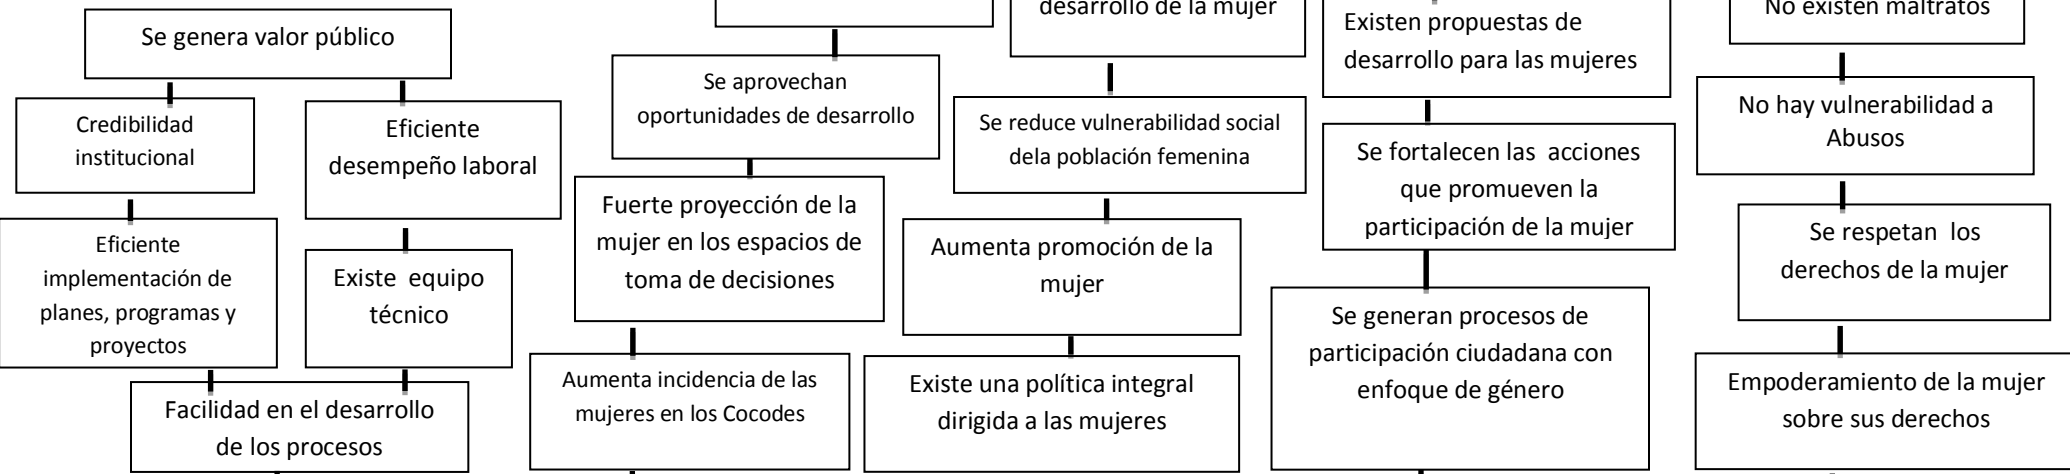 Se genera valor público
Credibilidad
institucional
Eficiente
desempeño laboral
Eficiente
implementación de
planes, programas y
proyectos
Existe equipo
técnico
Facilidad en el desarrollo
de los procesos
Se aprovechan
oportunidades de desarrollo
Fuerte proyección de la
mujer en los espacios de
toma de decisiones
Aumenta incidencia de las
mujeres en los Cocodes
desarrollo de la mujer
Se reduce vulnerabilidad social
dela población femenina
Aumenta promoción de la
mujer
Existe una política integral
dirigida a las mujeres
Existen propuestas de
desarrollo para las mujeres
Se fortalecen las acciones
que promueven la
participación de la mujer
Se generan procesos de
participación ciudadana con
enfoque de género
No existen maltratos
No hay vulnerabilidad a
Abusos
Se respetan los
derechos de la mujer
Empoderamiento de la mujer
sobre sus derechos